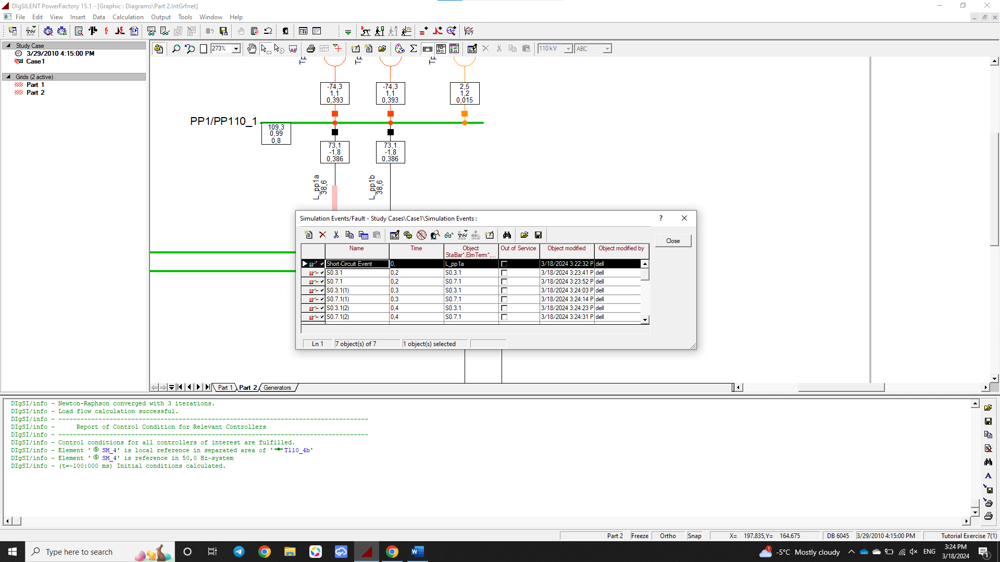 DIgSILENT PowerFactory 15.1 - [Graphic : Diagrams\Part 2.IntGrfnet]
File Edit View Insert Data Calculation Output Tools Window Help
Study Case
3/29/2010 4:15:00 PM
Case1
Grids (2 active)
Part 1
Part 2
273%
110 kV
ABC
-74,3
1,1
0,393
-74,3
1,1
0,393
2,5
1,2
0,015
PP1/PP110_1
109,3
0,99
0,8
73,1
-1,8
0,386
73,1
-1,8
0,386
L_pp1a
38,6
L_pp1b
38,6
Simulation Events/Fault - Study Cases\Case1\Simulation Events :
?
Close
Name Time Object Out of Service Object modified Object modified by
StaBar*,ElmTerm*,...
Short-Circuit Event 0, L_pp1a 3/18/2024 3:22:32 P dell
S0.3.1 0,2 S0.3.1 3/18/2024 3:23:41 P dell
S0.7.1 0,2 S0.7.1 3/18/2024 3:23:52 P dell
S0.3.1(1) 0,3 S0.3.1 3/18/2024 3:24:03 P dell
S0.7.1(1) 0,3 S0.7.1 3/18/2024 3:24:14 P dell
S0.3.1(2) 0,4 S0.3.1 3/18/2024 3:24:23 P dell
S0.7.1(2) 0,4 S0.7.1 3/18/2024 3:24:31 P dell
Ln 1 7 object(s) of 7 1 object(s) selected
Part 1 Part 2 Generators
DIgSI/info - Newton-Raphson converged with 3 iterations.
DIgSI/info - Load flow calculation successful.
DIgSI/info - -------------------------------------------------------------------------------------
DIgSI/info - Report of Control Condition for Relevant Controllers
DIgSI/info - -------------------------------------------------------------------------------------
DIgSI/info - Control conditions for all controllers of interest are fulfilled.
DIgSI/info - Element ' SM_4' is local reference in separated area of ' T110_4b'
DIgSI/info - Element ' SM_4' is reference in 50,0 Hz-system
DIgSI/info - (t=-100:000 ms) Initial conditions calculated.
Part 2 Freeze Ortho Snap X= 197.835,Y= 164.675 DB 6045 3/29/2010 4:15:00 PM Tutorial Exercise 7(1)
Type here to search
-5°C Mostly cloudy
ENG
3:24 PM
3/18/2024